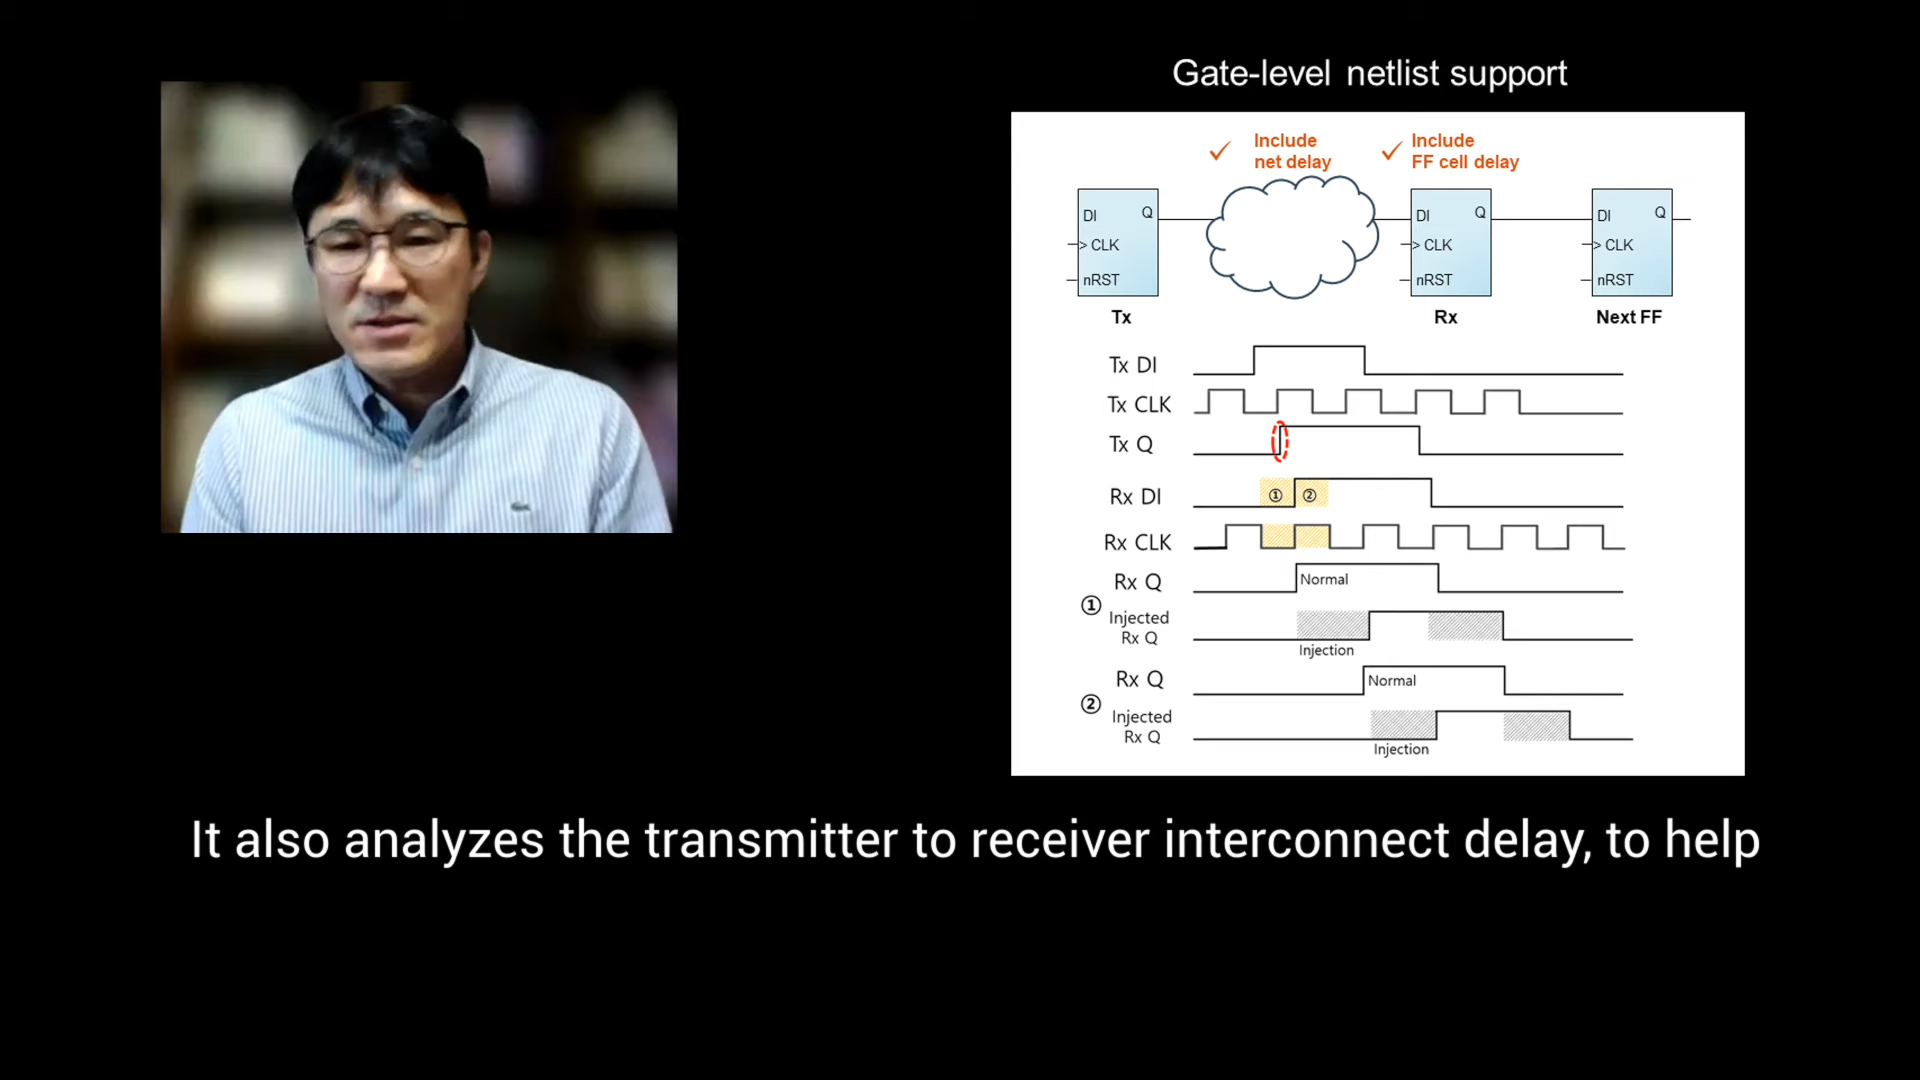 Gate-level netlist support
✓ Include net delay
✓ Include FF cell delay
DI Q
> CLK
nRST
Tx
DI Q
> CLK
nRST
Rx
DI Q
> CLK
nRST
Next FF
Tx DI
Tx CLK
Tx Q
Rx DI ① ②
Rx CLK
Rx Q Normal
①
Injected
Rx Q
Injection
Rx Q Normal
②
Injected
Rx Q
Injection
It also analyzes the transmitter to receiver interconnect delay, to help